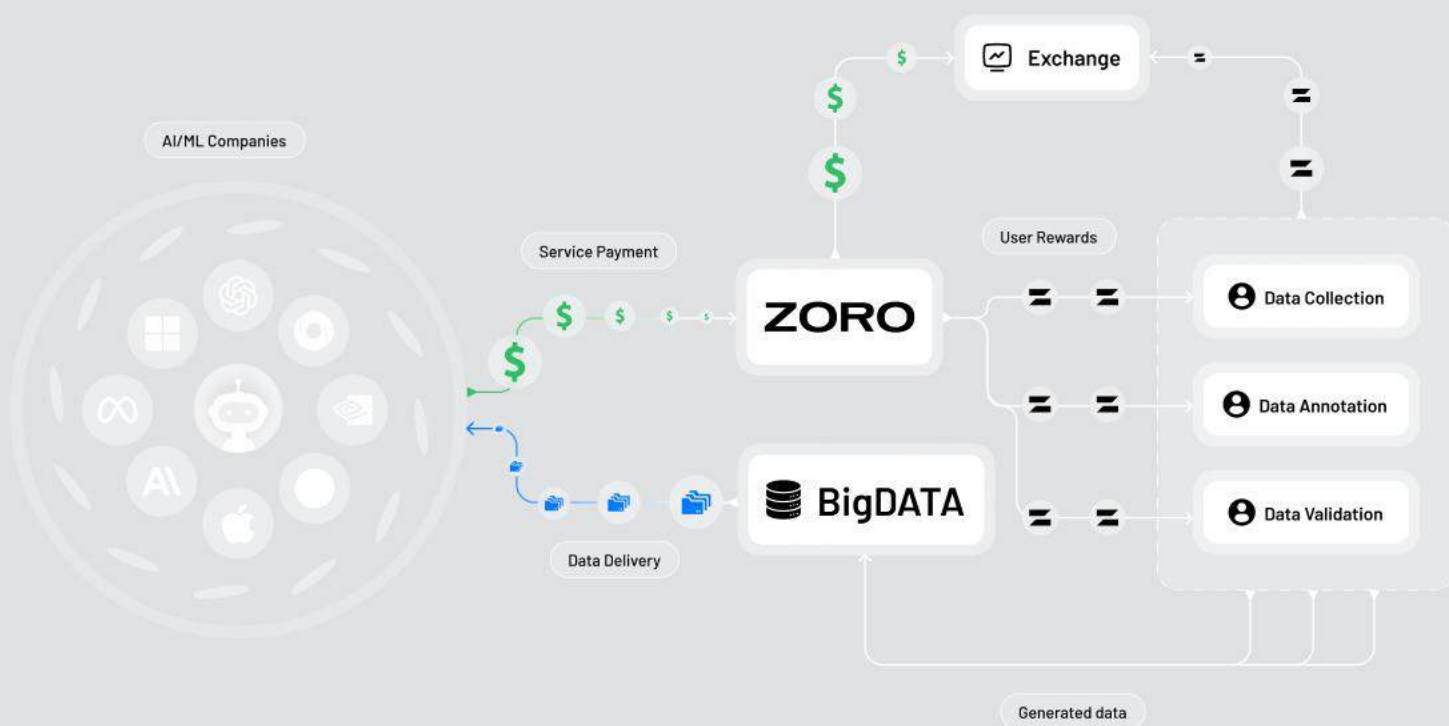 Exchange
AI/ML Companies
Service Payment
User Rewards
ZORO
Data Collection
Data Annotation
BigDATA
Data Validation
Data Delivery
Generated data